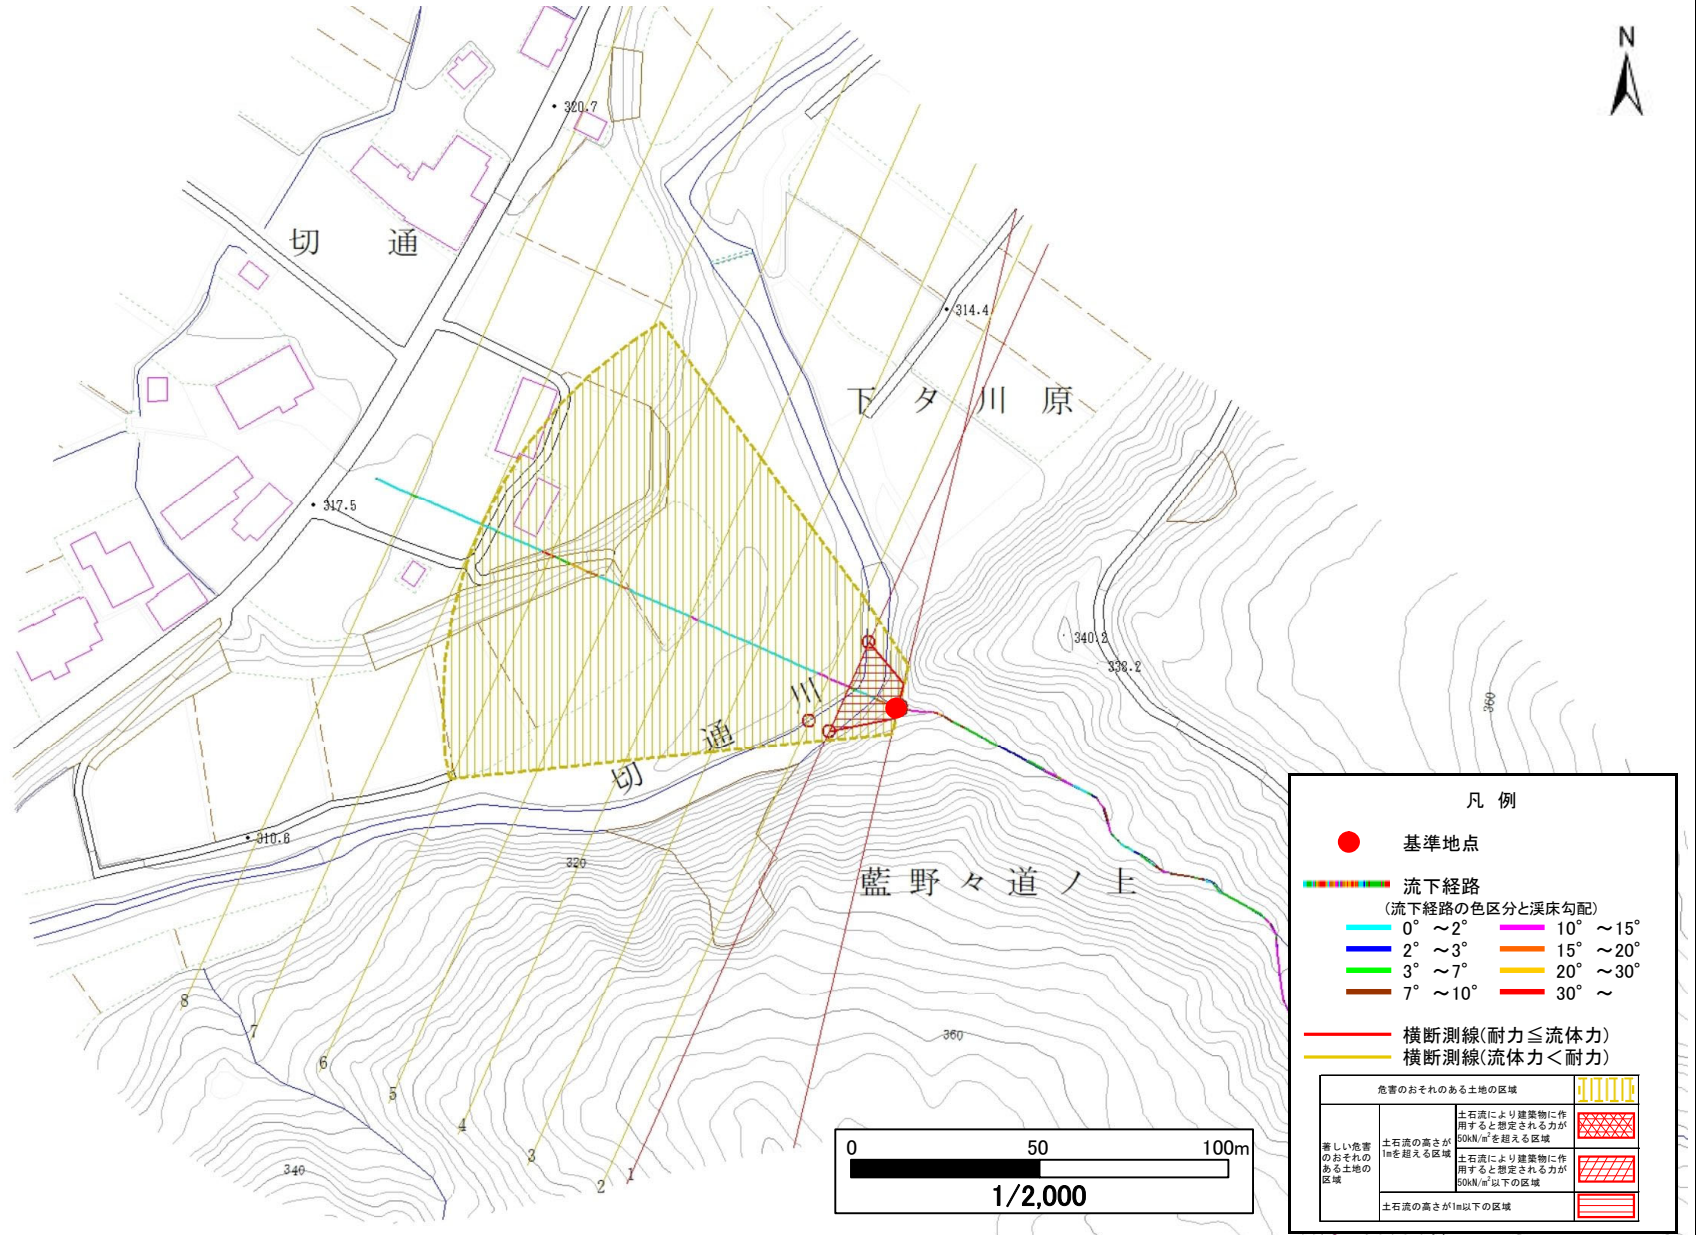 N
320.7
切 通
314.4
下 タ 川 原
317.5
340.2
338.2
360
川
通
切
310.6
320
藍 野 々 道 ノ 上
360
340
8
7
6
5
4
3
2
1
0 50 100m
1/2,000
凡 例
基準地点
流下経路
(流下経路の色区分と渓床勾配)
0° ～2° 10° ～15°
2° ～3° 15° ～20°
3° ～7° 20° ～30°
7° ～10° 30° ～
横断測線(耐力≦流体力)
横断測線(流体力＜耐力)
危害のおそれのある土地の区域
著しい危害
のおそれの
ある土地の
区域
土石流の高さが
1mを超える区域
土石流により建築物に作
用すると想定される力が
50kN/m²を超える区域
土石流により建築物に作
用すると想定される力が
50kN/m²以下の区域
土石流の高さが1m以下の区域